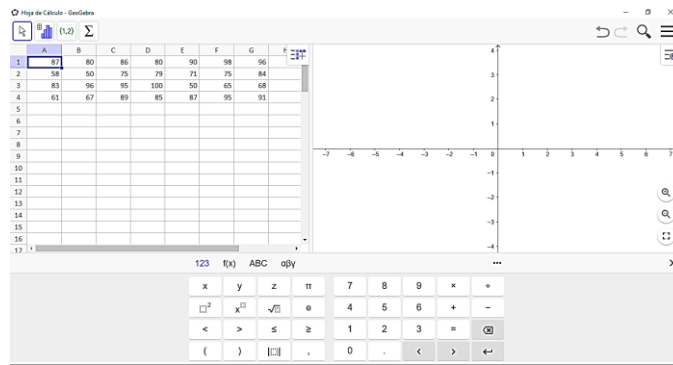 Hoja de Cálculo - GeoGebra
{1,2} Σ
A B C D E F G
1 87 80 86 80 90 98 96
2 58 50 75 79 71 75 84
3 83 96 95 100 50 65 68
4 61 67 89 85 87 95 91
5
6
7
8
9
10
11
12
13
14
15
16
17
4
3
2
1
-7 -6 -5 -4 -3 -2 -1 0 1 2 3 4 5 6 7
-1
-2
-3
-4
123 f(x) ABC αβγ
x y z π 7 8 9 × ÷
□² x□ √□ e 4 5 6 + −
< > ≤ ≥ 1 2 3 =
( ) |□| , 0 . < >